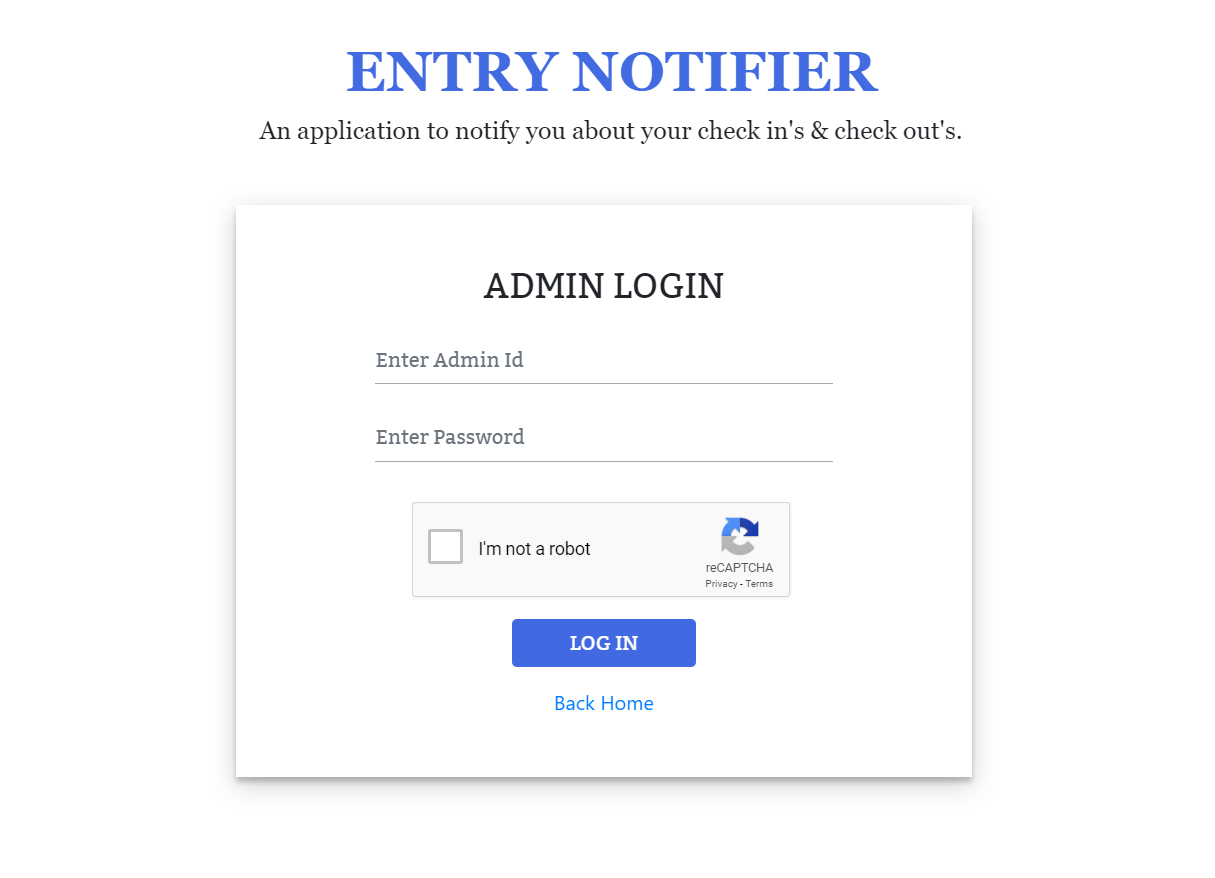 ENTRY NOTIFIER
An application to notify you about your check in's & check out's.
ADMIN LOGIN
Enter Admin Id
Enter Password
I'm not a robot
reCAPTCHA
Privacy - Terms
LOG IN
Back Home